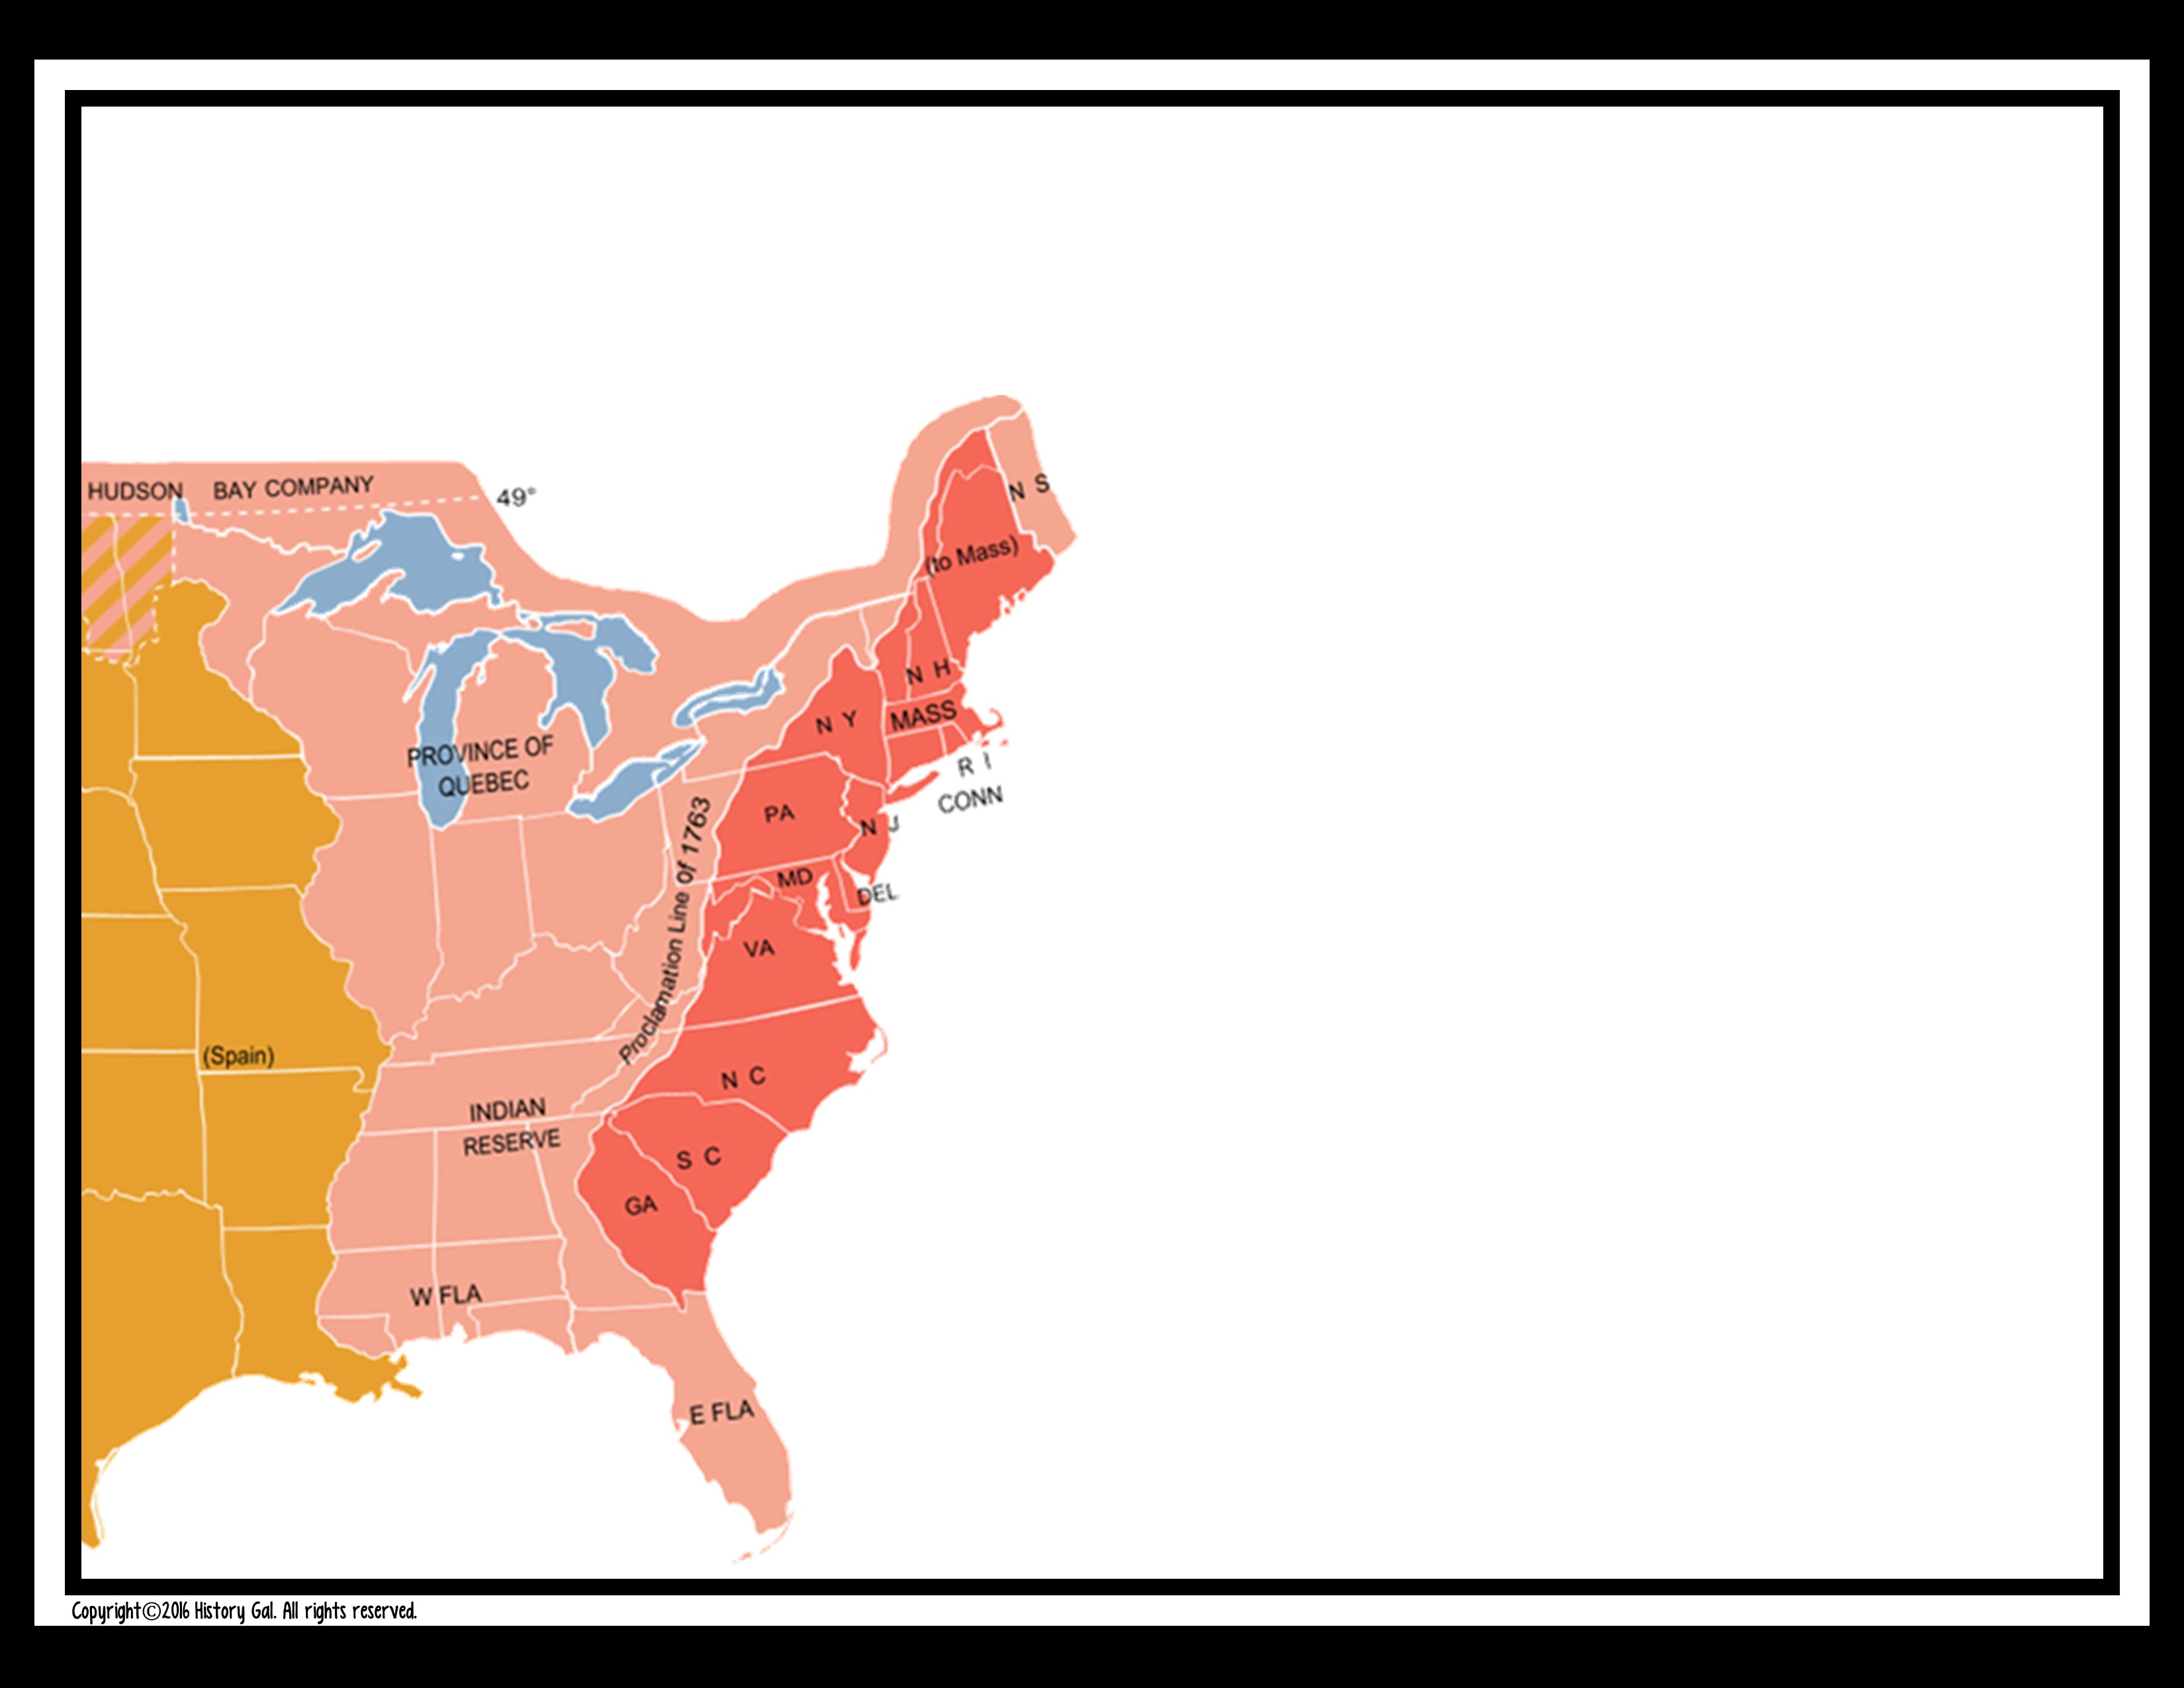 HUDSON BAY COMPANY
49°
N S
(to Mass)
N H
MASS
N Y
R I
CONN
PROVINCE OF
QUEBEC
PA
N J
Proclamation Line of 1763
MD
DEL
VA
(Spain)
N C
INDIAN
RESERVE
S C
GA
W FLA
E FLA
Copyright©2016 History Gal. All rights reserved.